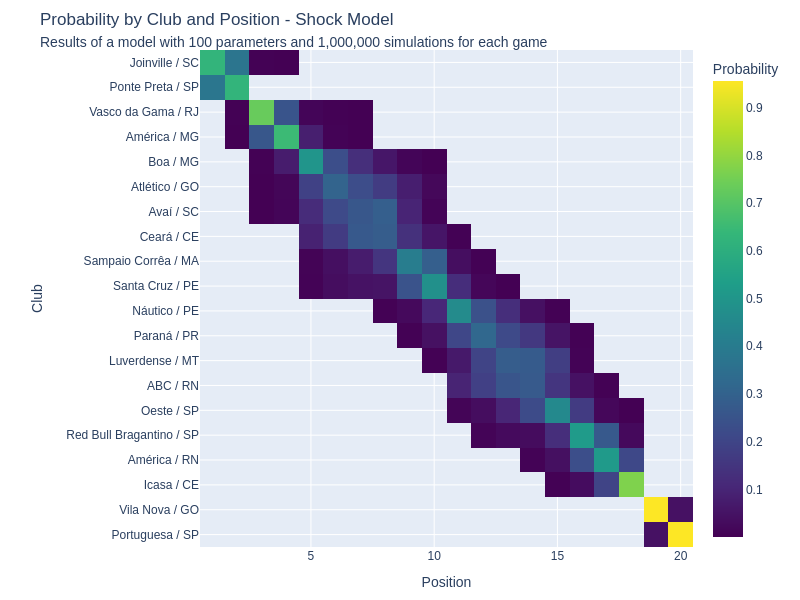 Probability by Club and Position - Shock Model
Results of a model with 100 parameters and 1,000,000 simulations for each game
Probability
Joinville / SC
Ponte Preta / SP
Vasco da Gama / RJ
América / MG
Boa / MG
Atlético / GO
Avaí / SC
Ceará / CE
Sampaio Corrêa / MA
Santa Cruz / PE
Náutico / PE
Paraná / PR
Luverdense / MT
ABC / RN
Oeste / SP
Red Bull Bragantino / SP
América / RN
Icasa / CE
Vila Nova / GO
Portuguesa / SP
Club
5 10 15 20
Position
0.9
0.8
0.7
0.6
0.5
0.4
0.3
0.2
0.1